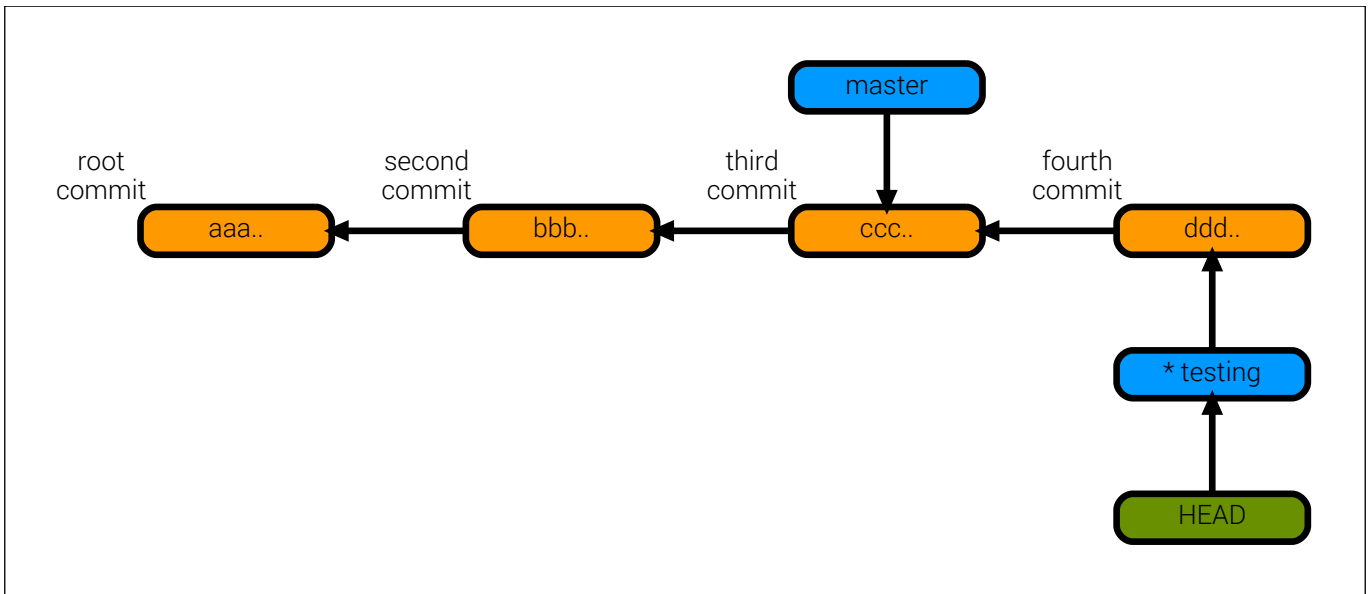 master
root
commit
second
commit
third
commit
fourth
commit
aaa..
bbb..
ccc..
ddd..
* testing
HEAD